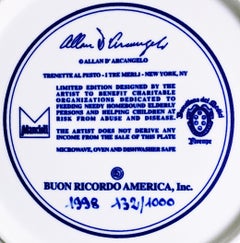 Allan D'Arcangelo
© ALLAN D'ARCANGELO
TRENETTE AL PESTO - I TRE MERLI - NEW YORK, NY
LIMITED EDITION DESIGNED BY THE
ARTIST TO BENEFIT CHARITABLE
ORGANIZATIONS DEDICATED TO
FEEDING NEEDY HOMEBOUND ELDERLY
PERSONS AND HELPING CHILDREN AT
RISK FROM ABUSE AND DISEASE.
Mancioli
Firenze
THE ARTIST DOES NOT DERIVE ANY
INCOME FROM THE SALE OF THIS PLATE
MICROWAVE, OVEN AND DISHWASHER SAFE
BUON RICORDO AMERICA, Inc.
1998 132/1000